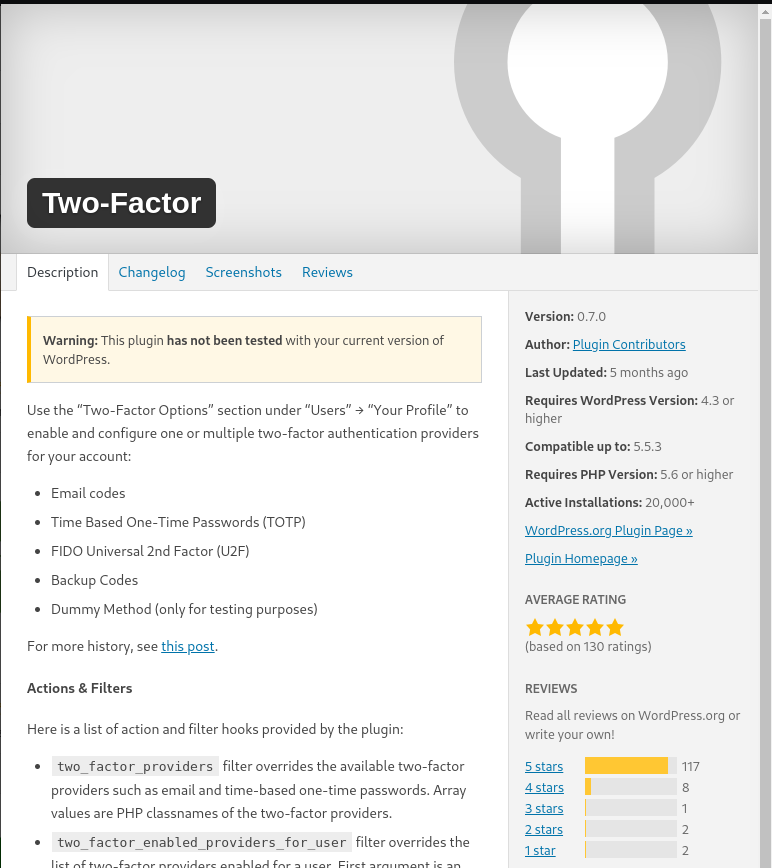 Two-Factor
Description Changelog Screenshots Reviews
Warning: This plugin has not been tested with your current version of
WordPress.
Use the “Two-Factor Options” section under “Users” → “Your Profile” to
enable and configure one or multiple two-factor authentication providers
for your account:
• Email codes
• Time Based One-Time Passwords (TOTP)
• FIDO Universal 2nd Factor (U2F)
• Backup Codes
• Dummy Method (only for testing purposes)
For more history, see this post.
Actions & Filters
Here is a list of action and filter hooks provided by the plugin:
• two_factor_providers filter overrides the available two-factor
providers such as email and time-based one-time passwords. Array
values are PHP classnames of the two-factor providers.
• two_factor_enabled_providers_for_user filter overrides the
list of two-factor providers enabled for a user. First argument is an
Version: 0.7.0
Author: Plugin Contributors
Last Updated: 5 months ago
Requires WordPress Version: 4.3 or
higher
Compatible up to: 5.5.3
Requires PHP Version: 5.6 or higher
Active Installations: 20,000+
WordPress.org Plugin Page »
Plugin Homepage »
AVERAGE RATING
(based on 130 ratings)
REVIEWS
Read all reviews on WordPress.org or
write your own!
5 stars 117
4 stars 8
3 stars 1
2 stars 2
1 star 2